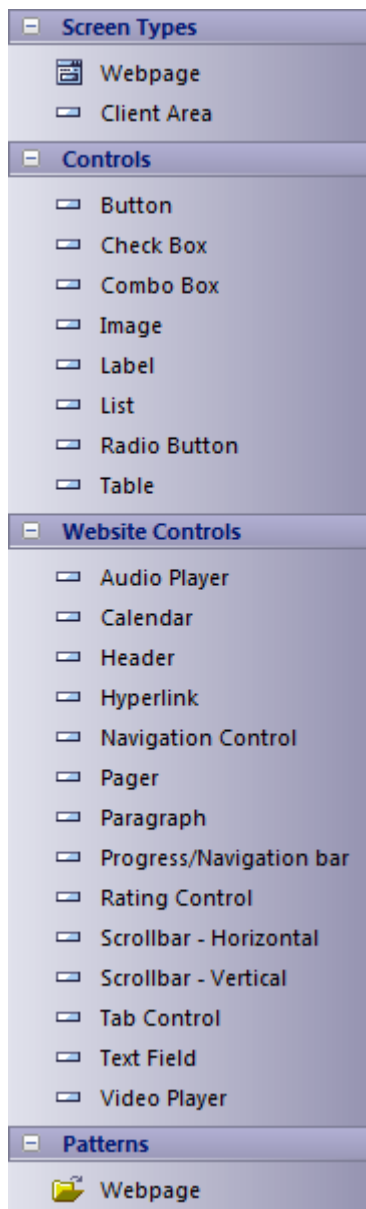 Screen Types
Webpage
Client Area
Controls
Button
Check Box
Combo Box
Image
Label
List
Radio Button
Table
Website Controls
Audio Player
Calendar
Header
Hyperlink
Navigation Control
Pager
Paragraph
Progress/Navigation bar
Rating Control
Scrollbar - Horizontal
Scrollbar - Vertical
Tab Control
Text Field
Video Player
Patterns
Webpage